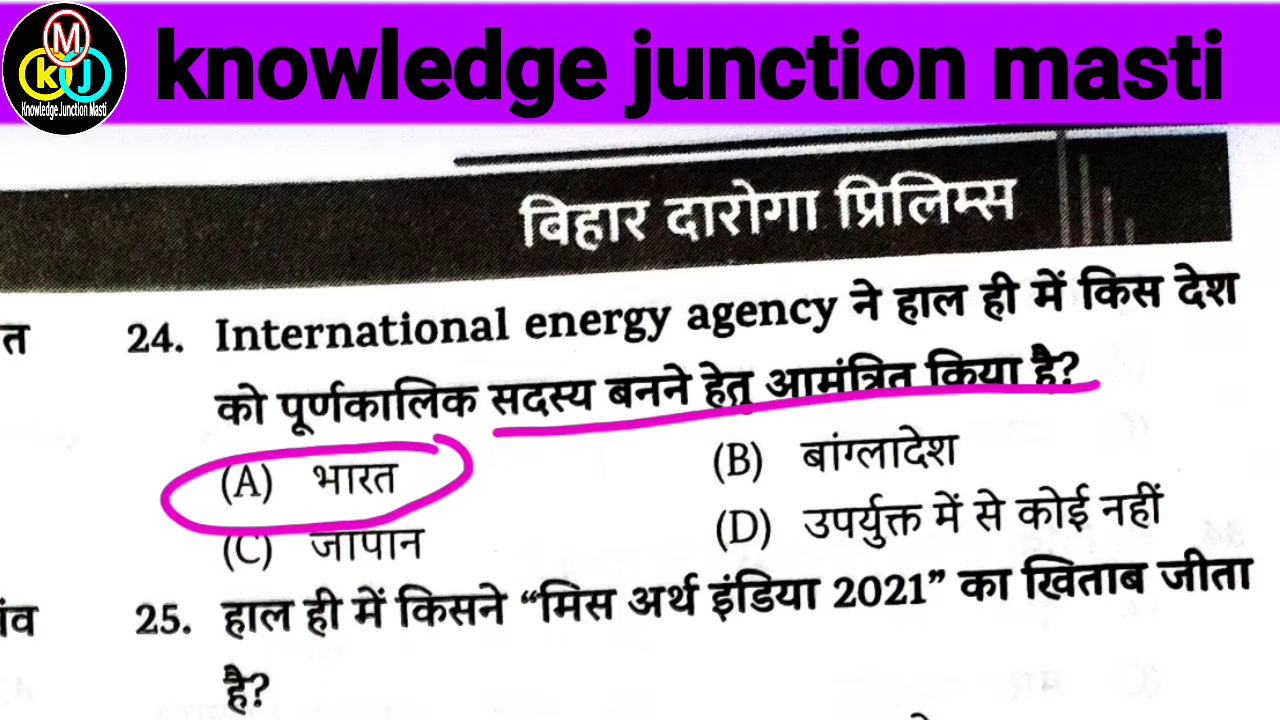 M
KJ
Knowledge Junction Masti
knowledge junction masti
विहार दारोगा प्रिलिम्स
त
24. International energy agency ने हाल ही में किस देश
को पूर्णकालिक सदस्य बनने हेतु आमंत्रित किया है?
(A) भारत
(B) बांग्लादेश
(C) जापान
(D) उपर्युक्त में से कोई नहीं
25. हाल ही में किसने “मिस अर्थ इंडिया 2021” का खिताब जीता
है?